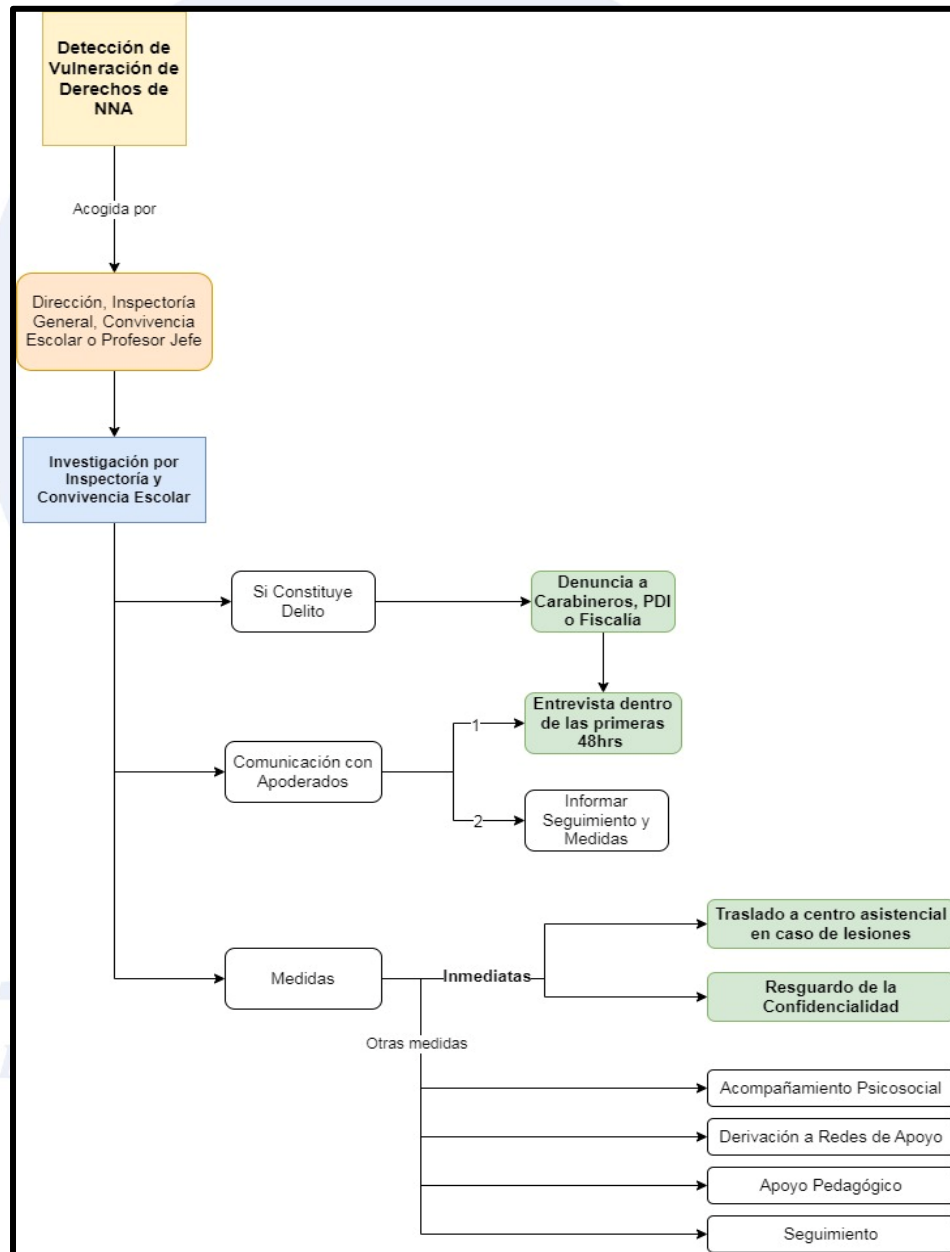 Detección de
Vulneración de
Derechos de
NNA
Acogida por
Dirección, Inspectoría
General, Convivencia
Escolar o Profesor Jefe
Investigación por
Inspectoría y
Convivencia Escolar
Si Constituye
Delito
Denuncia a
Carabineros, PDI
o Fiscalía
Comunicación con
Apoderados
1
Entrevista dentro
de las primeras
48hrs
2
Informar
Seguimiento y
Medidas
Medidas
Inmediatas
Traslado a centro asistencial
en caso de lesiones
Resguardo de la
Confidencialidad
Otras medidas
Acompañamiento Psicosocial
Derivación a Redes de Apoyo
Apoyo Pedagógico
Seguimiento